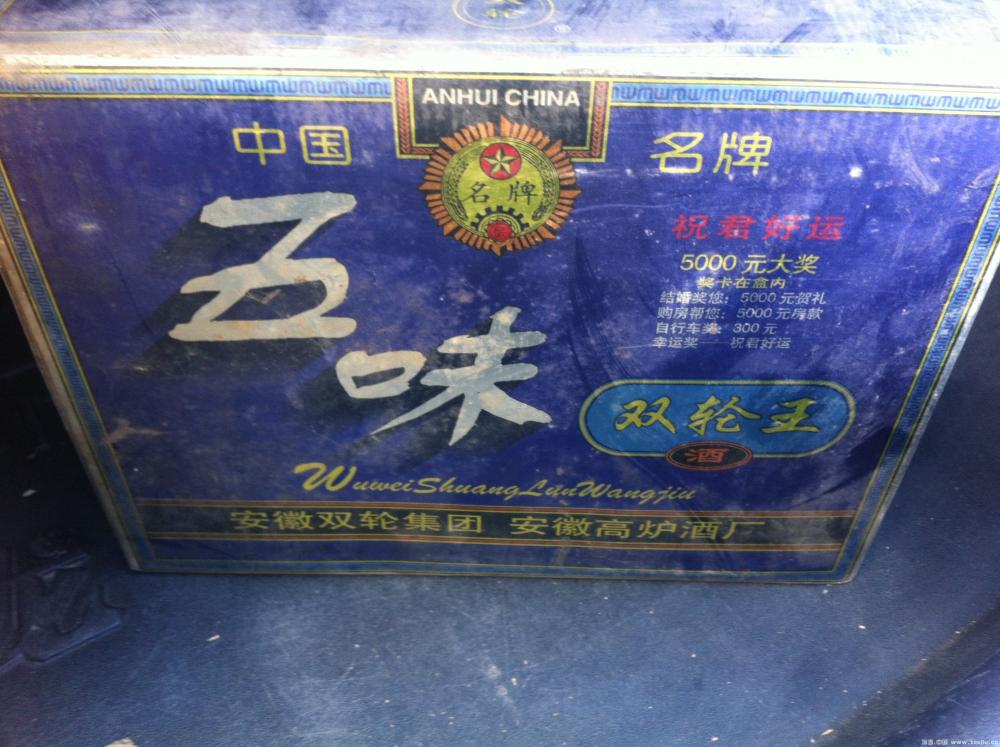 ANHUI CHINA
中国 名牌
名牌
祝君好运
5000元大奖
奖卡在盒内
结婚奖您：5000元贺礼
购房帮您：5000元房款
自行车奖：300元
幸运奖 祝君好运
五味
双轮王
酒
WuweiShuangLünWangjiu
安徽双轮集团 安徽高炉酒厂